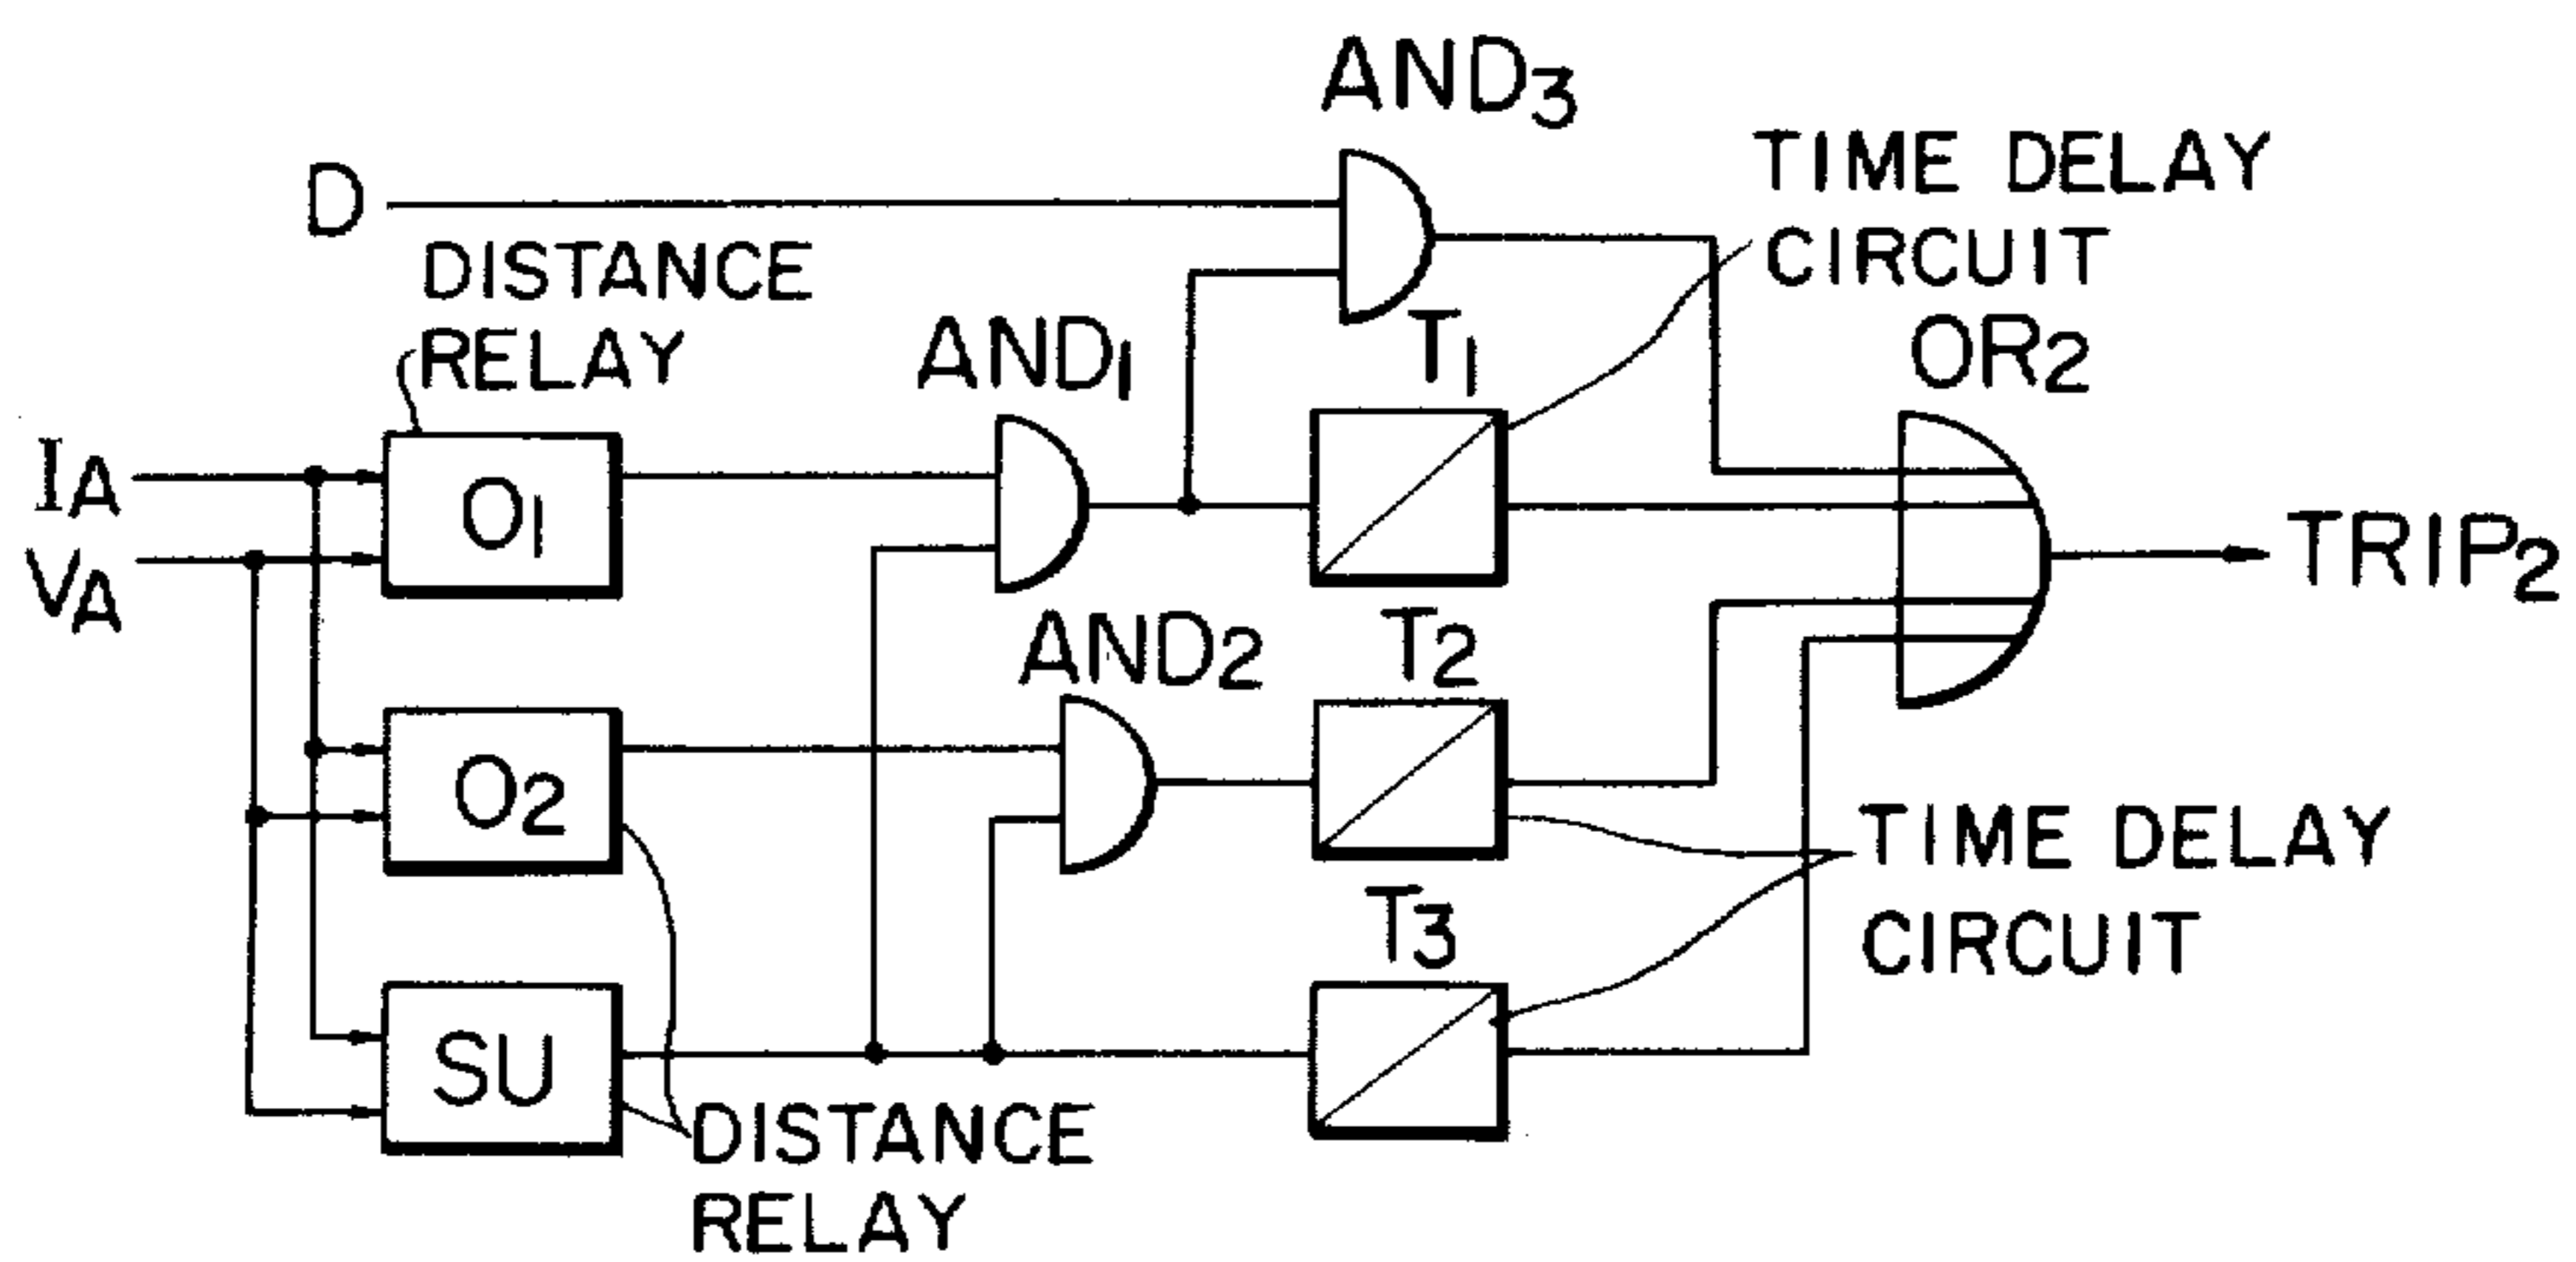 AND3
D
TIME DELAY
CIRCUIT
DISTANCE
RELAY
AND1
T1
OR2
IA
VA
O1
TRIP2
AND2
T2
O2
TIME DELAY
CIRCUIT
T3
SU
DISTANCE
RELAY